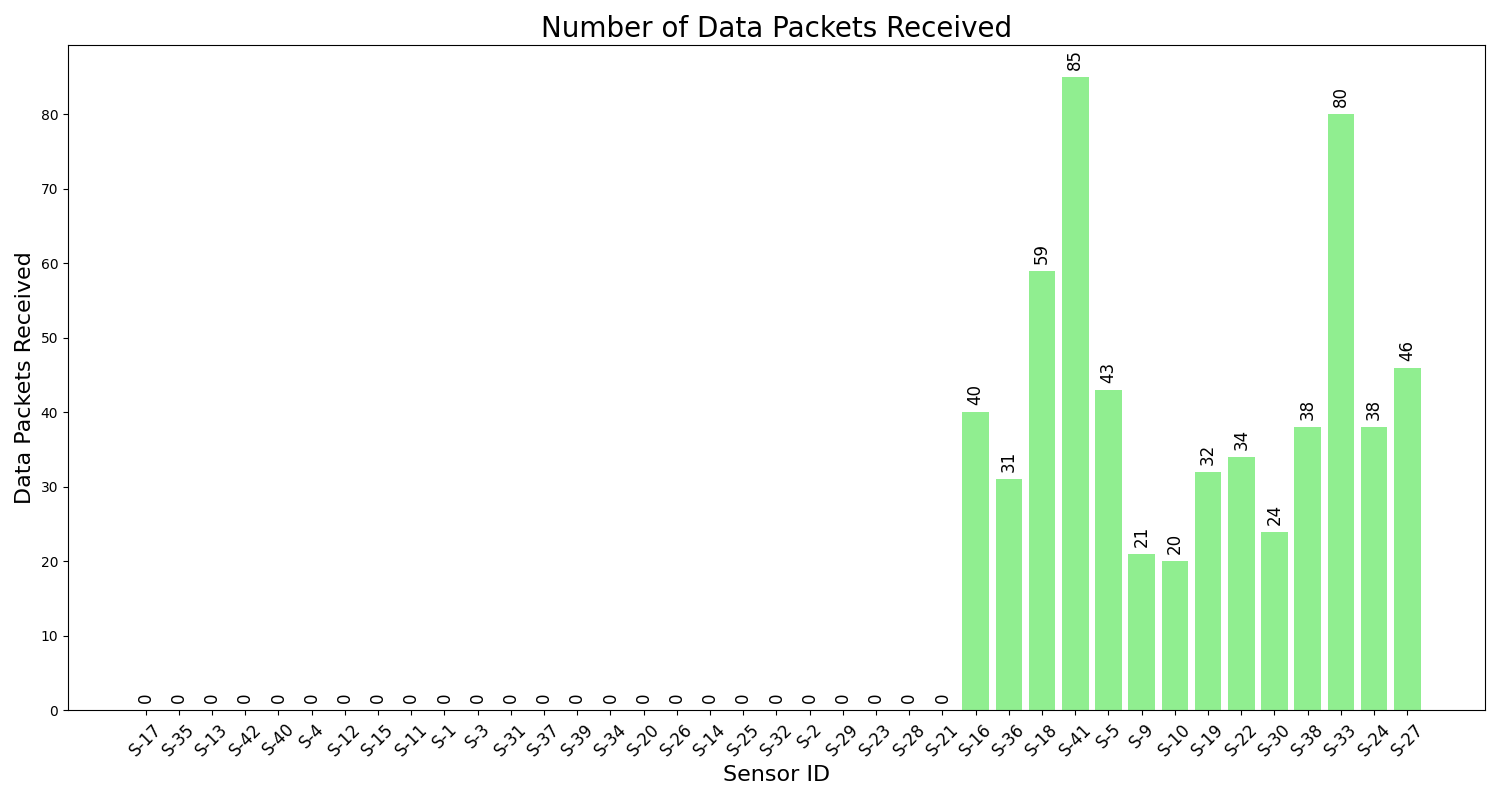 Number of Data Packets Received
Data Packets Received
80
70
60
50
40
30
20
10
0
0 0 0 0 0 0 0 0 0 0 0 0 0 0 0 0 0 0 0 0 0 0 0 0 0 40 31 59 85 43 21 20 32 34 24 38 80 38 46
S-17 S-35 S-13 S-42 S-40 S-4 S-12 S-15 S-11 S-1 S-3 S-31 S-37 S-39 S-34 S-20 S-26 S-14 S-25 S-32 S-2 S-29 S-23 S-28 S-21 S-16 S-36 S-18 S-41 S-5 S-9 S-10 S-19 S-22 S-30 S-38 S-33 S-24 S-27
Sensor ID